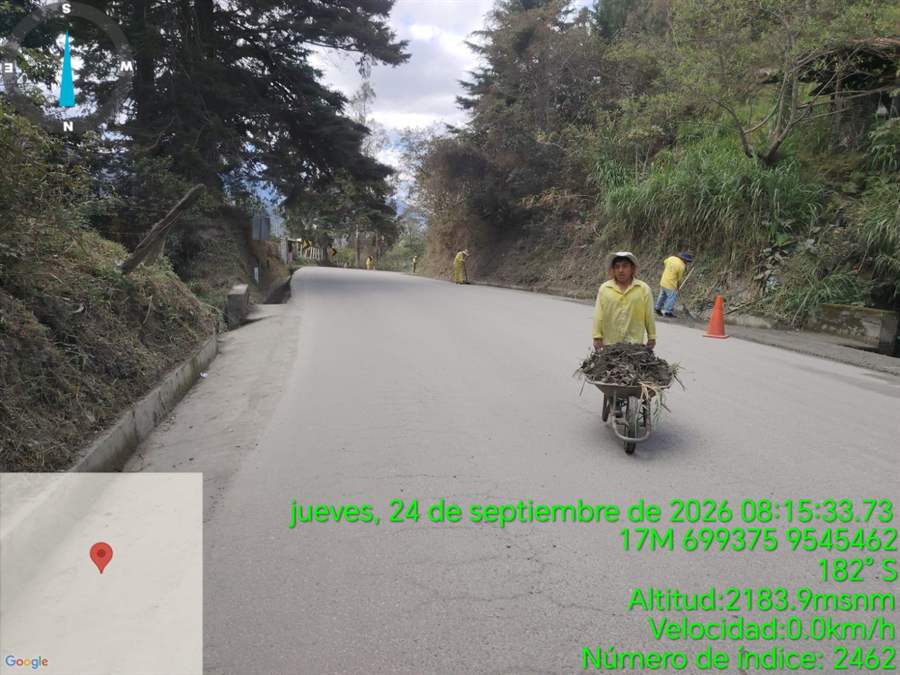 S
E W
N
jueves, 24 de septiembre de 2026 08:15:33.73
17M 699375 9545462
182° S
Altitud:2183.9msnm
Velocidad:0.0km/h
Número de índice: 2462
Google